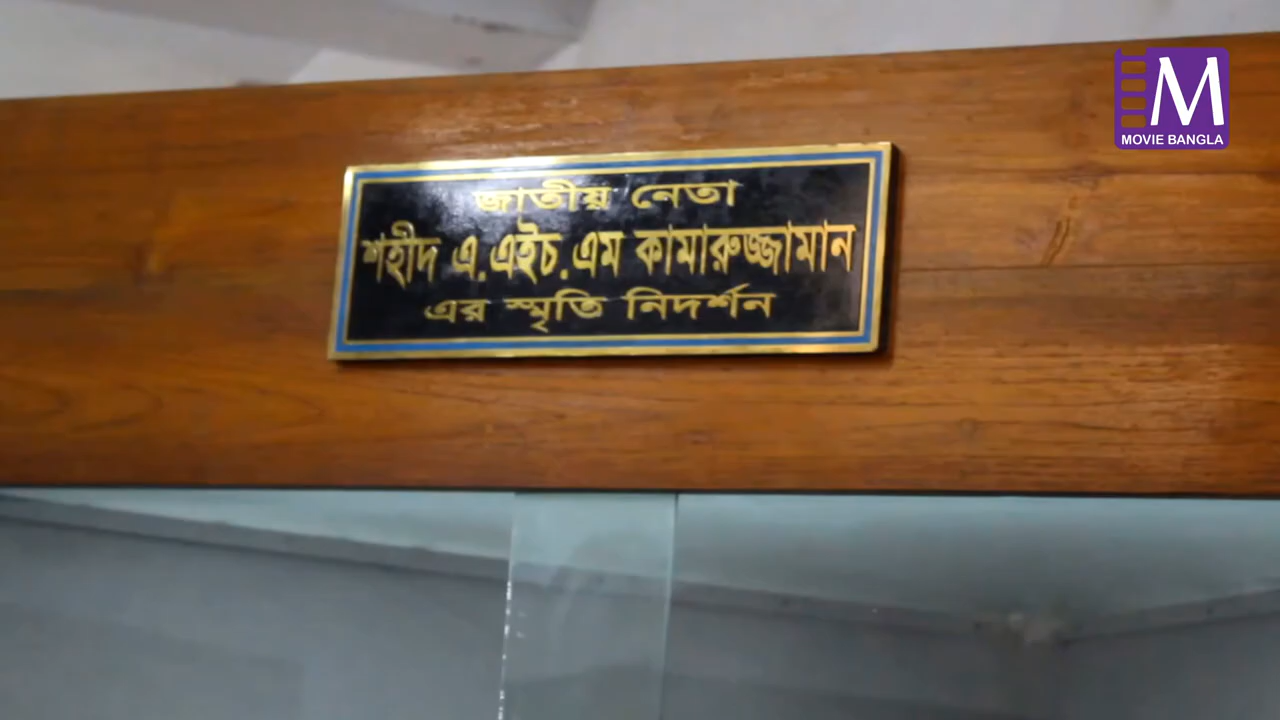 জাতীয় নেতা
শহীদ এ.এইচ.এম কামারুজ্জামান
এর স্মৃতি নিদর্শন
M
MOVIE BANGLA